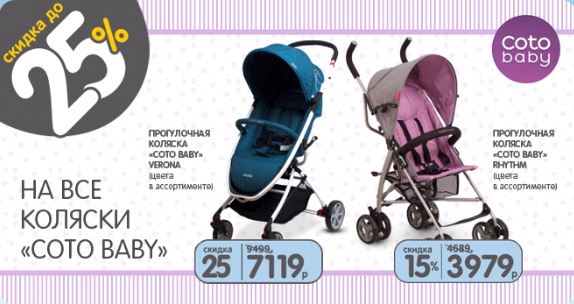 скидка до
25%
Coto
baby
ПРОГУЛОЧНАЯ
КОЛЯСКА
«COTO BABY»
VERONA
(цвета
в ассортименте)
ПРОГУЛОЧНАЯ
КОЛЯСКА
«COTO BABY»
RHYTHM
(цвета
в ассортименте)
НА ВСЕ
КОЛЯСКИ
«COTO BABY»
скидка 9499,
25 7119р
скидка 4689,
15% 3979р